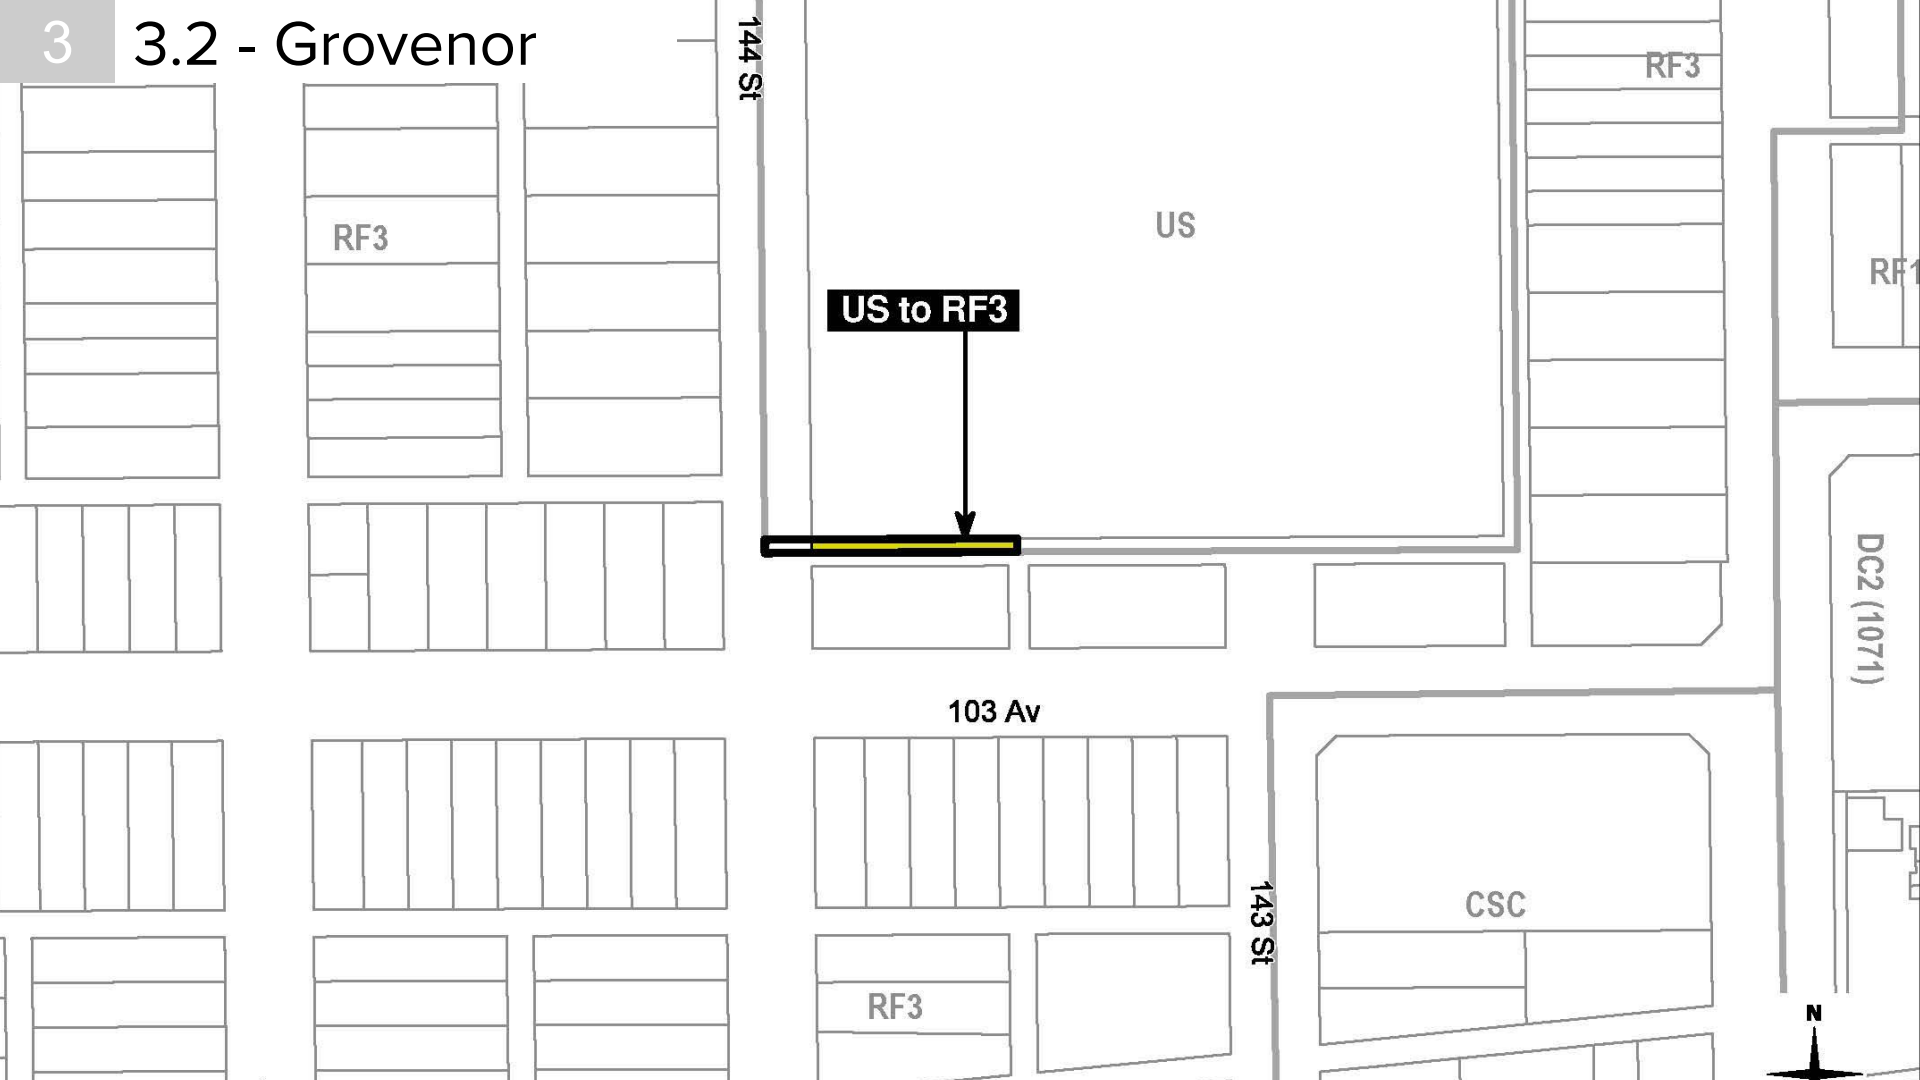 3
3.2 - Grovenor
144 St
RF3
RF3
US
RF1
US to RF3
DC2 (1071)
103 Av
143 St
CSC
RF3
N